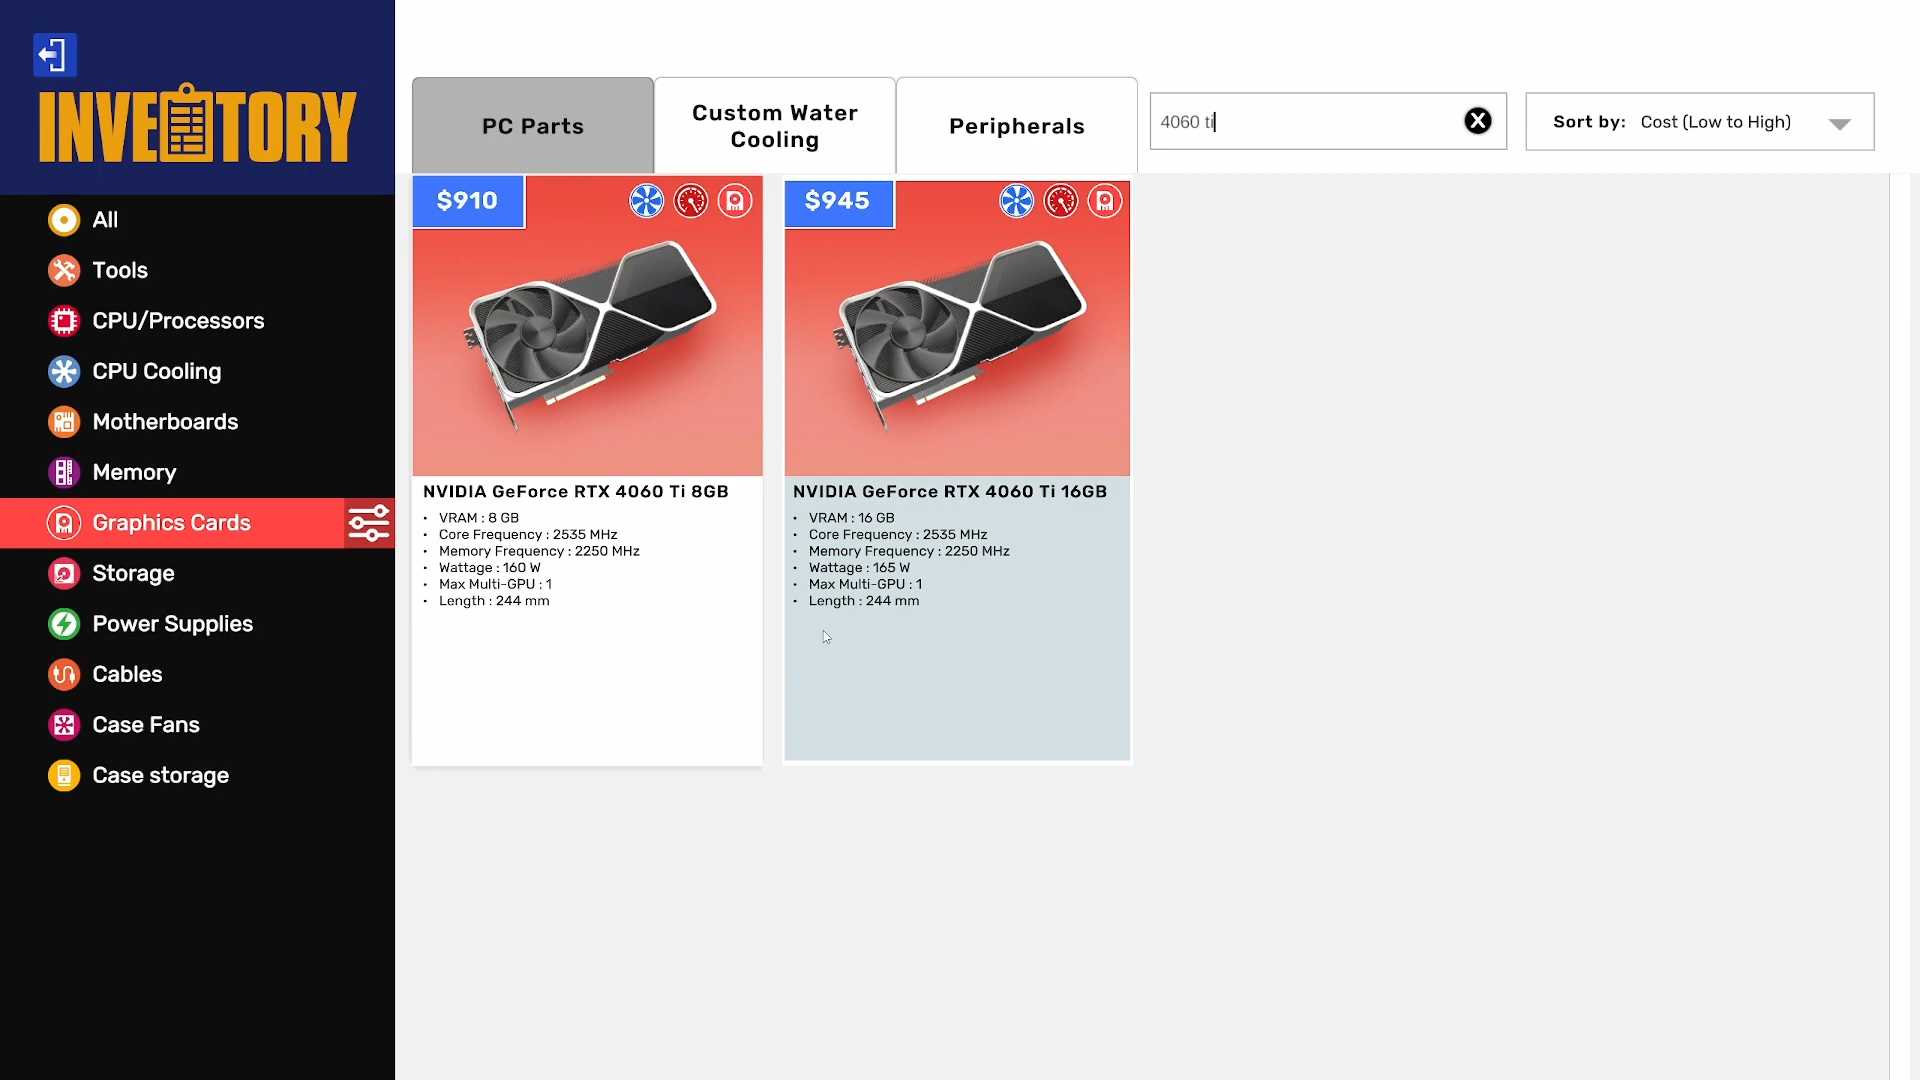 INVENTORY
All
Tools
CPU/Processors
CPU Cooling
Motherboards
Memory
Graphics Cards
Storage
Power Supplies
Cables
Case Fans
Case storage
PC Parts
Custom Water
Cooling
Peripherals
4060 ti
Sort by: Cost (Low to High)
$910
NVIDIA GeForce RTX 4060 Ti 8GB
• VRAM : 8 GB
• Core Frequency : 2535 MHz
• Memory Frequency : 2250 MHz
• Wattage : 160 W
• Max Multi-GPU : 1
• Length : 244 mm
$945
NVIDIA GeForce RTX 4060 Ti 16GB
• VRAM : 16 GB
• Core Frequency : 2535 MHz
• Memory Frequency : 2250 MHz
• Wattage : 165 W
• Max Multi-GPU : 1
• Length : 244 mm